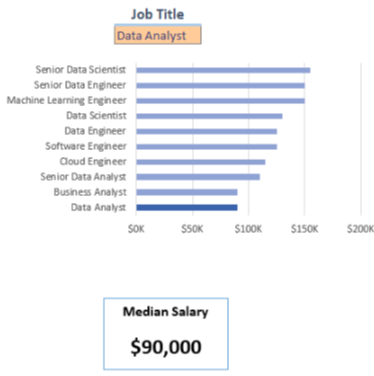 Job Title
Data Analyst
Senior Data Scientist
Senior Data Engineer
Machine Learning Engineer
Data Scientist
Data Engineer
Software Engineer
Cloud Engineer
Senior Data Analyst
Business Analyst
Data Analyst
$0K $50K $100K $150K $200K
Median Salary
$90,000